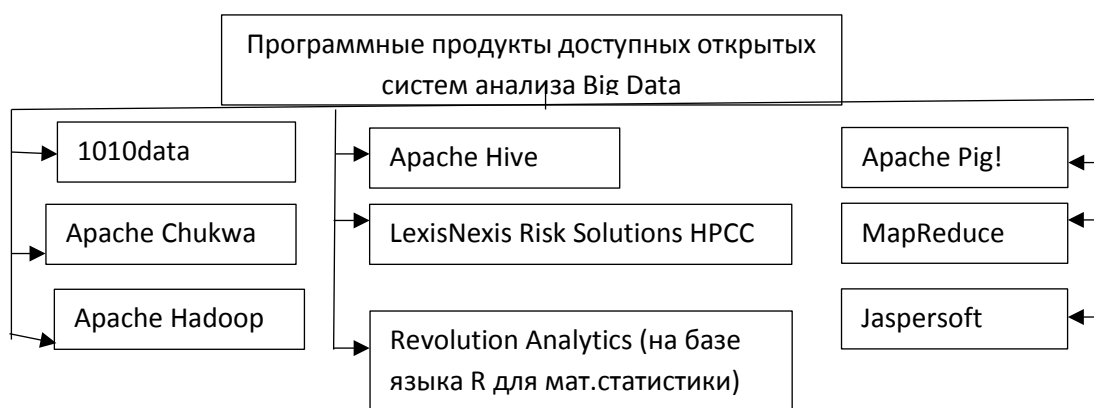 Программные продукты доступных открытых
систем анализа Big Data
1010data
Apache Chukwa
Apache Hadoop
Apache Hive
LexisNexis Risk Solutions HPCC
Revolution Analytics (на базе
языка R для мат.статистики)
Apache Pig!
MapReduce
Jaspersoft